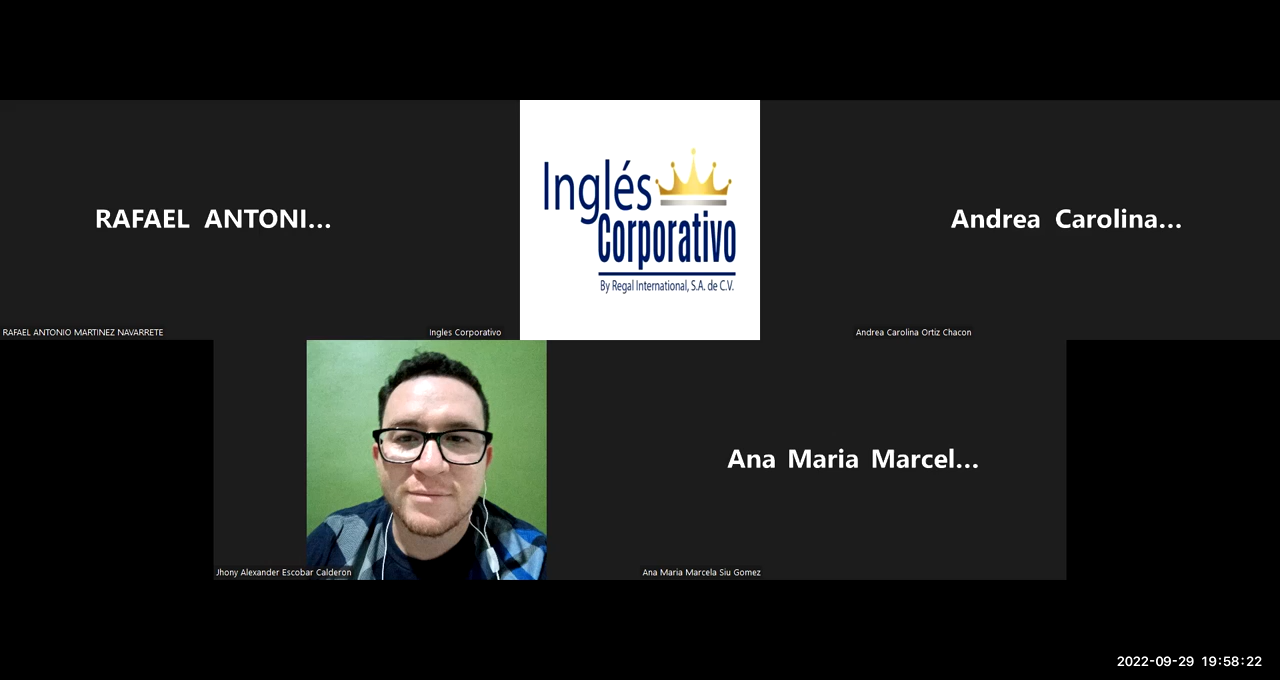 RAFAEL ANTONI...
Inglés
Corporativo
By Regal International, S.A. de C.V.
Andrea Carolina...
RAFAEL ANTONIO MARTINEZ NAVARRETE
Ingles Corporativo
Andrea Carolina Ortiz Chacon
Ana Maria Marcel...
Jhony Alexander Escobar Calderon
Ana Maria Marcela Siu Gomez
2022-09-29 19:58:22